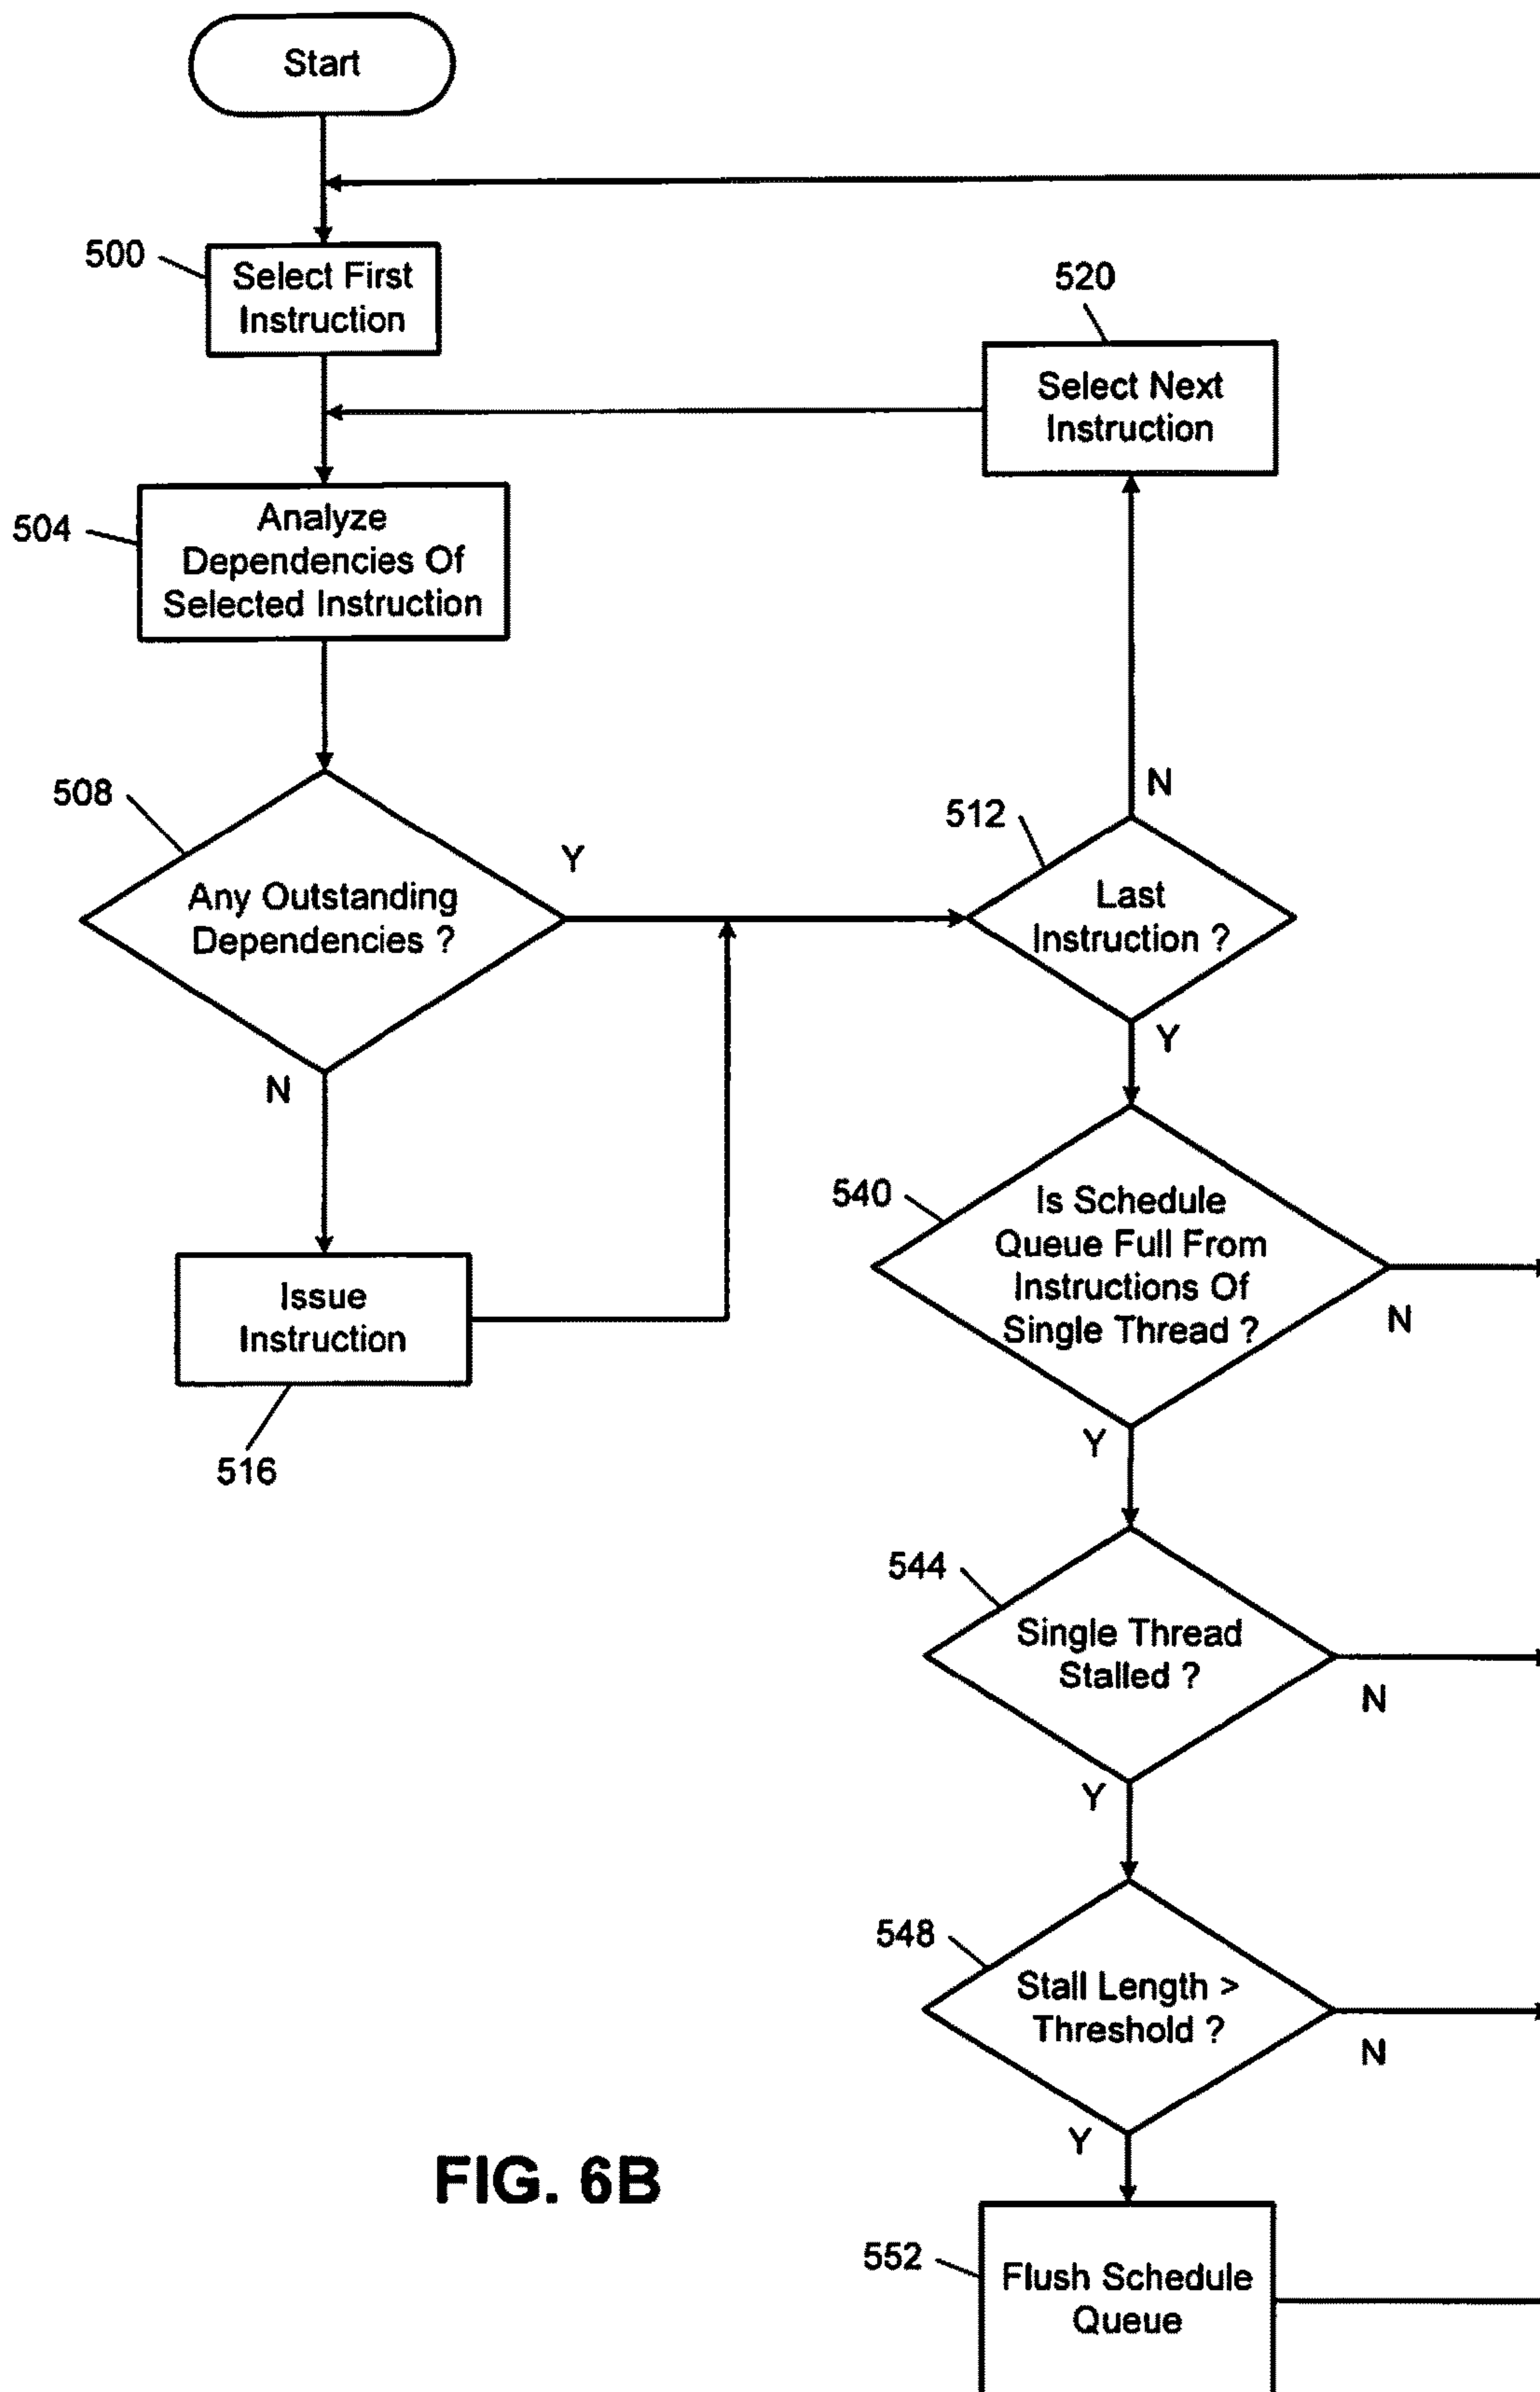 Start
500
Select First
Instruction
520
Select Next
Instruction
504
Analyze
Dependencies Of
Selected Instruction
508
Any Outstanding
Dependencies ?
Y
N
512
Last
Instruction ?
N
Y
Issue
Instruction
516
540
Is Schedule
Queue Full From
Instructions Of
Single Thread ?
N
Y
544
Single Thread
Stalled ?
N
Y
548
Stall Length >
Threshold ?
N
Y
FIG. 6B
552
Flush Schedule
Queue